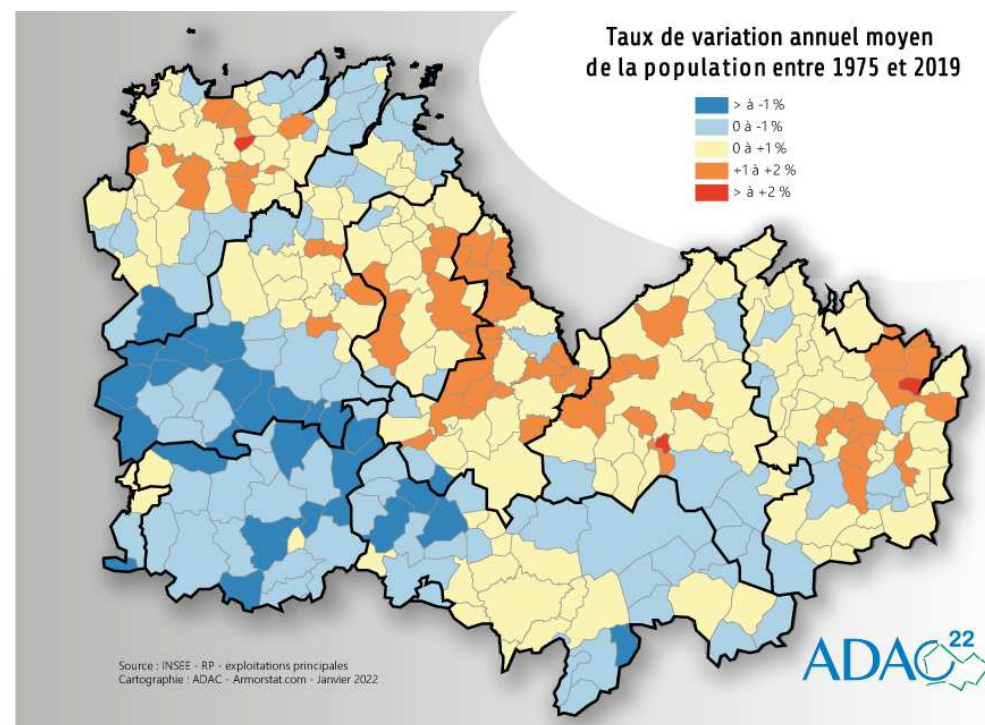 Taux de variation annuel moyen
de la population entre 1975 et 2019
> à -1 %
0 à -1 %
0 à +1 %
+1 à +2 %
> à +2 %
Source : INSEE - RP - exploitations principales
Cartographie : ADAC - Armorstat.com - Janvier 2022
ADAC 22